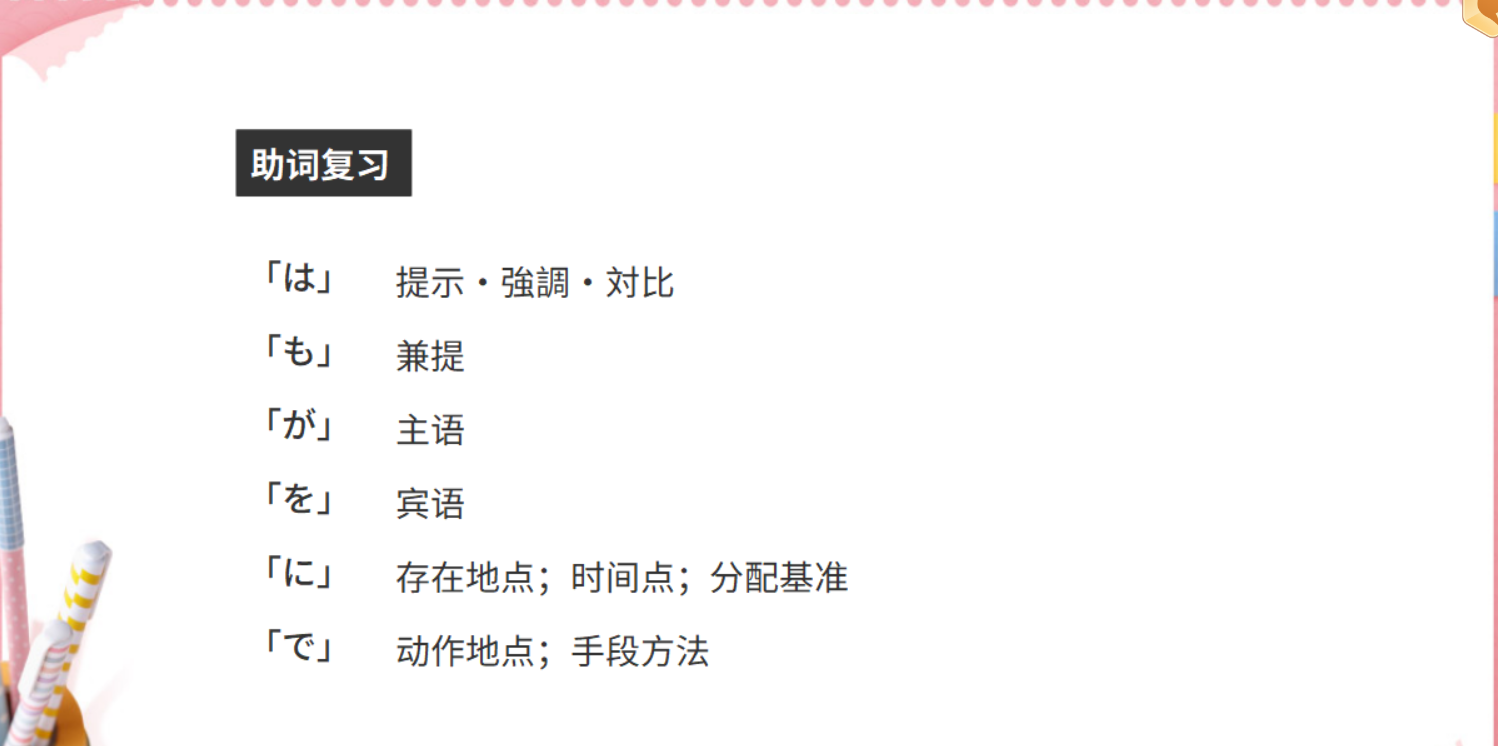 助词复习
「は」 提示・強調・対比
「も」 兼提
「が」 主语
「を」 宾语
「に」 存在地点；时间点；分配基准
「で」 动作地点；手段方法